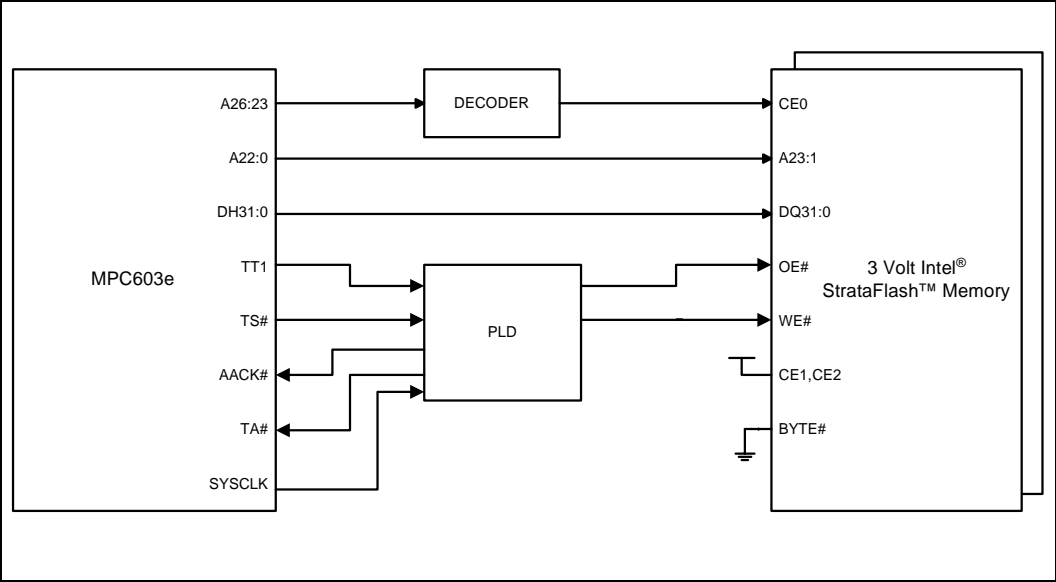 A26:23
DECODER
CE0
A22:0
A23:1
DH31:0
DQ31:0
MPC603e
TT1
OE#
3 Volt Intel®
StrataFlash™ Memory
TS#
PLD
WE#
AACK#
CE1,CE2
TA#
BYTE#
SYSCLK